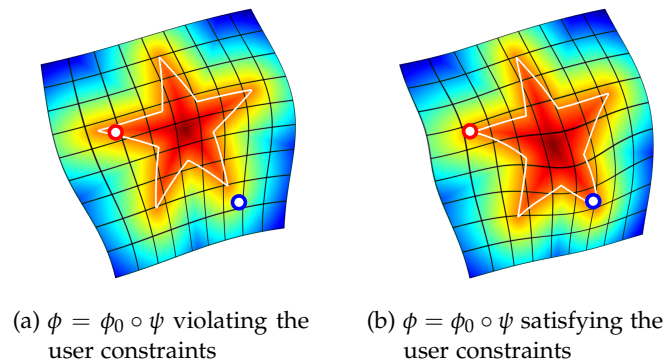 (a) ϕ = ϕ₀ ∘ ψ violating the
user constraints
(b) ϕ = ϕ₀ ∘ ψ satisfying the
user constraints